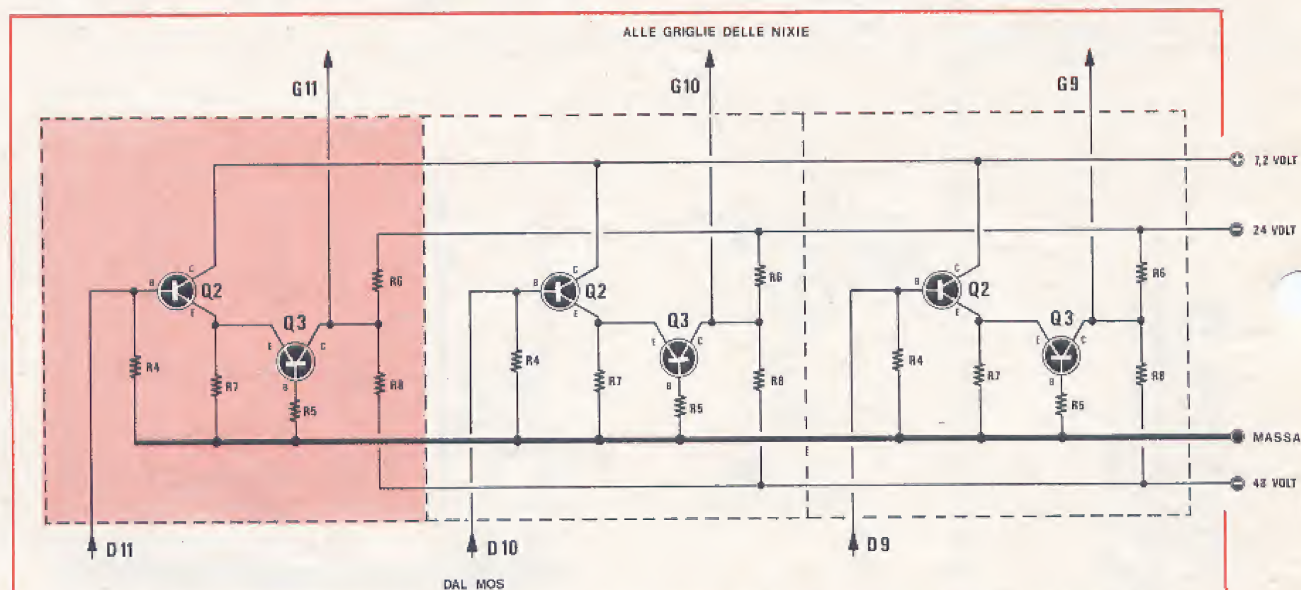 ALLE GRIGLIE DELLE NIXIE
G11
G10
G9
7,2 VOLT
24 VOLT
C
B
Q2
E
R6
E
Q3
C
R4
R7
B
R5
R8
C
B
Q2
E
R6
E
Q3
C
R4
R7
B
R5
R8
C
B
Q2
E
R6
E
Q3
C
R4
R7
B
R5
R8
MASSA
48 VOLT
D11
D10
D9
DAL MOS